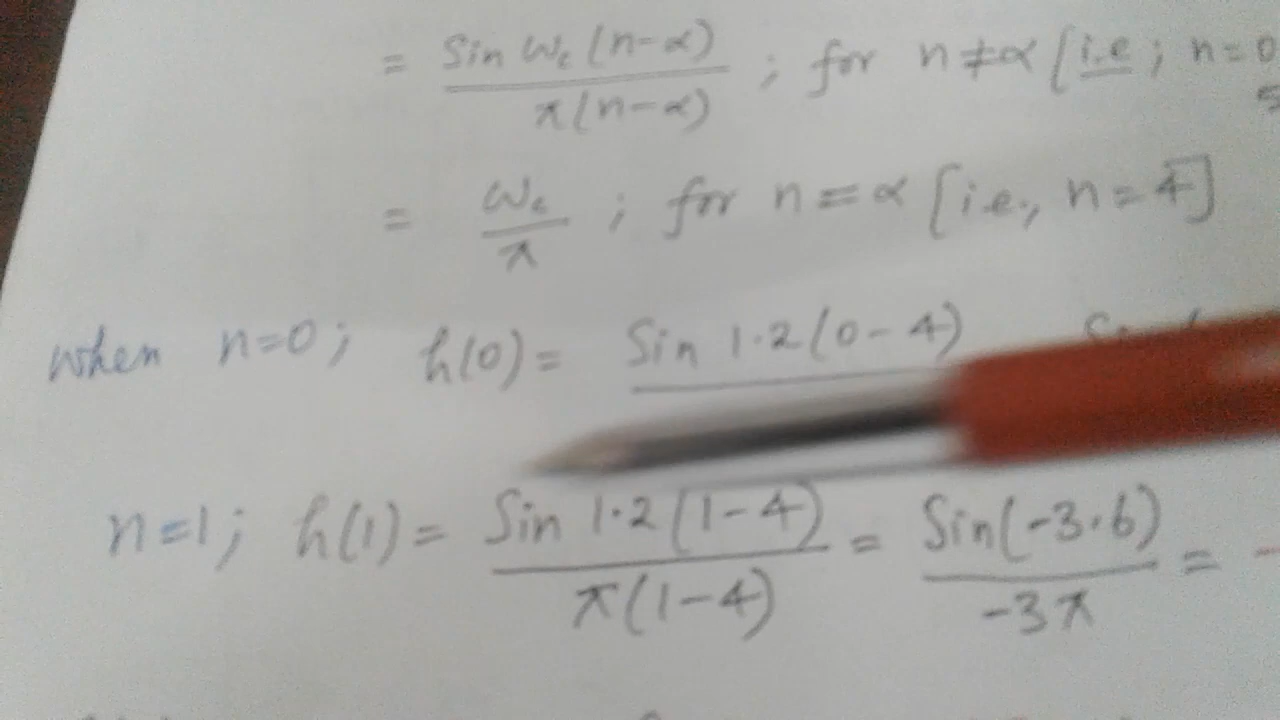 = Sin ωc (n-α) / π(n-α) ; for n≠α [i.e ; n=0
= ωc / π ; for n=α [i.e., n=4]
when n=0; h(0)= Sin 1.2(0-4)
n=1; h(1)= Sin 1.2(1-4) / π(1-4) = Sin(-3.6) / -3π = -